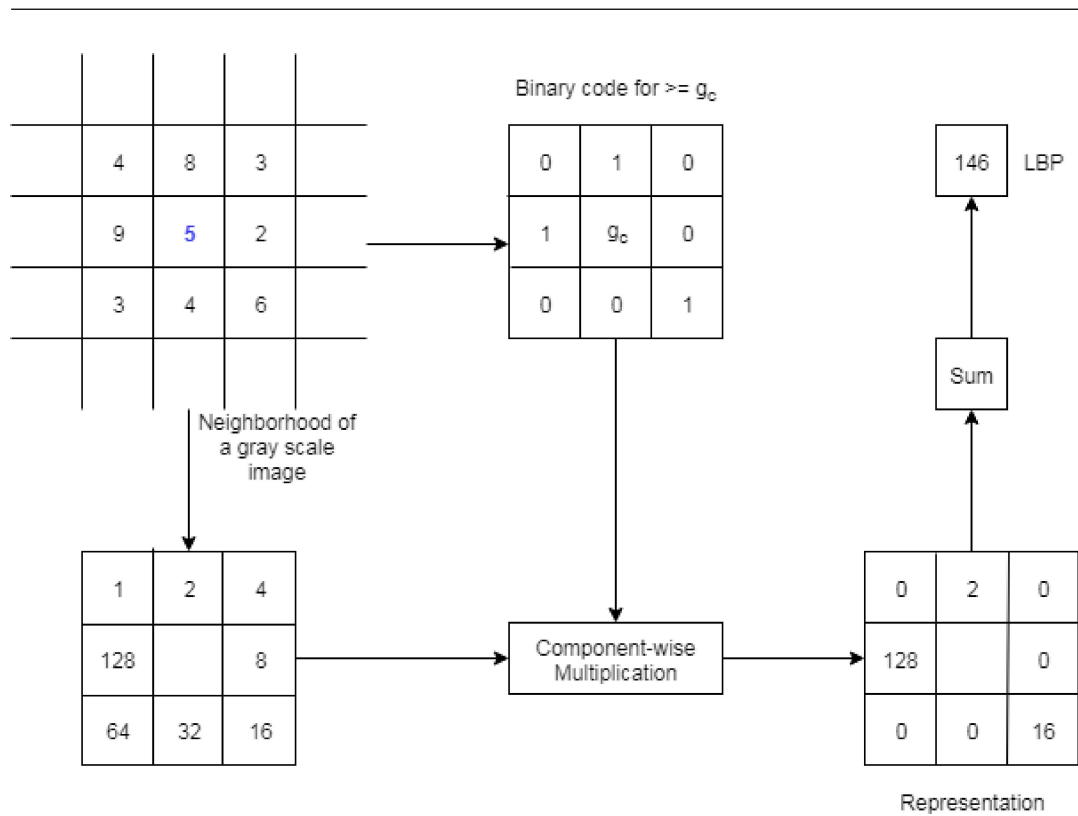 Binary code for >= g_c
4 8 3
9 5 2
3 4 6
0 1 0
1 g_c 0
0 0 1
146 LBP
Sum
Neighborhood of
a gray scale
image
1 2 4
128 8
64 32 16
Component-wise
Multiplication
0 2 0
128 0
0 0 16
Representation